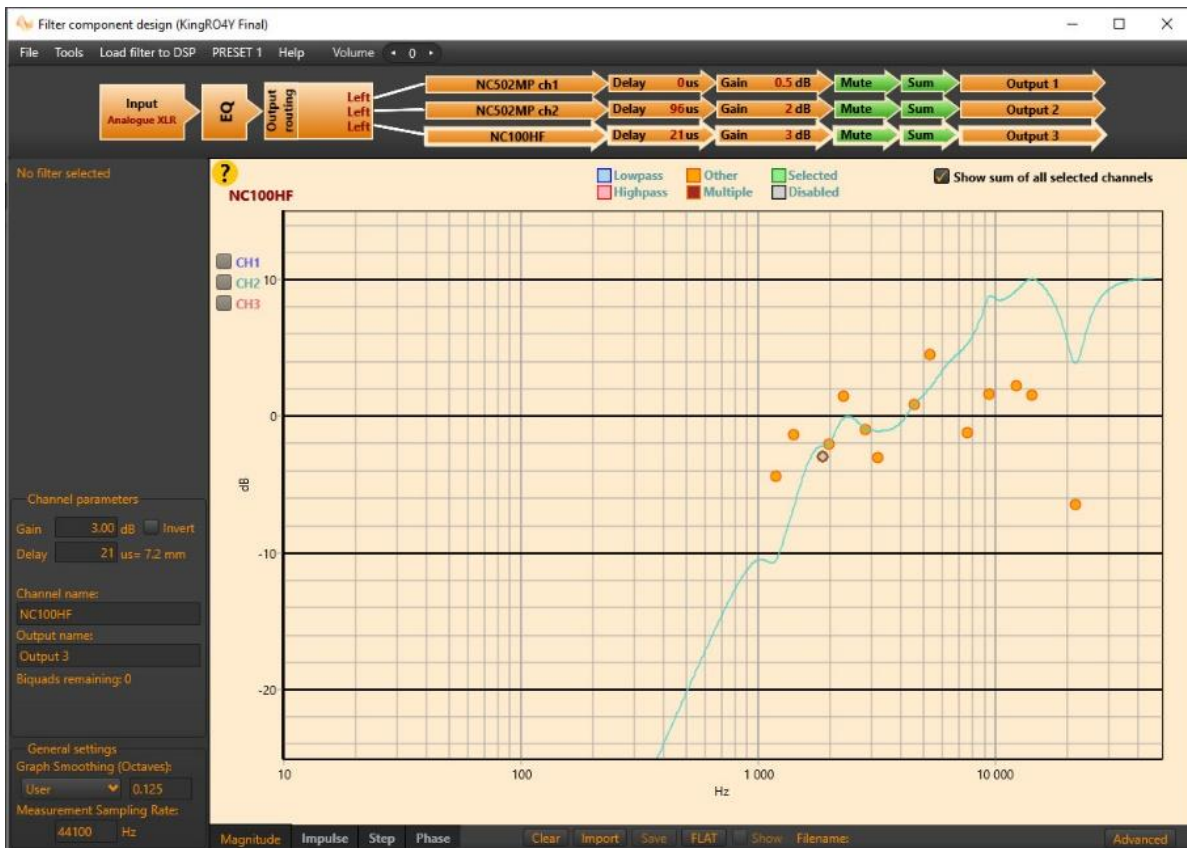 Filter component design (KingRO4Y Final)
File Tools Load filter to DSP PRESET 1 Help Volume 0
Input
Analogue XLR
EQ
Output routing
Left
Left
Left
NC502MP ch1 Delay 0us Gain 0.5 dB Mute Sum Output 1
NC502MP ch2 Delay 96us Gain 2 dB Mute Sum Output 2
NC100HF Delay 21us Gain 3 dB Mute Sum Output 3
No filter selected
?
NC100HF
Lowpass Other Selected
Highpass Multiple Disabled
Show sum of all selected channels
CH1
CH2
CH3
10
0
-10
-20
dB
10 100 1 000 10 000
Hz
Channel parameters
Gain 3.00 dB Invert
Delay 21 us= 7.2 mm
Channel name:
NC100HF
Output name:
Output 3
Biquads remaining: 0
General settings
Graph Smoothing (Octaves):
User 0.125
Measurement Sampling Rate:
44100 Hz
Magnitude Impulse Step Phase Clear Import Save FLAT Show Filename: Advanced